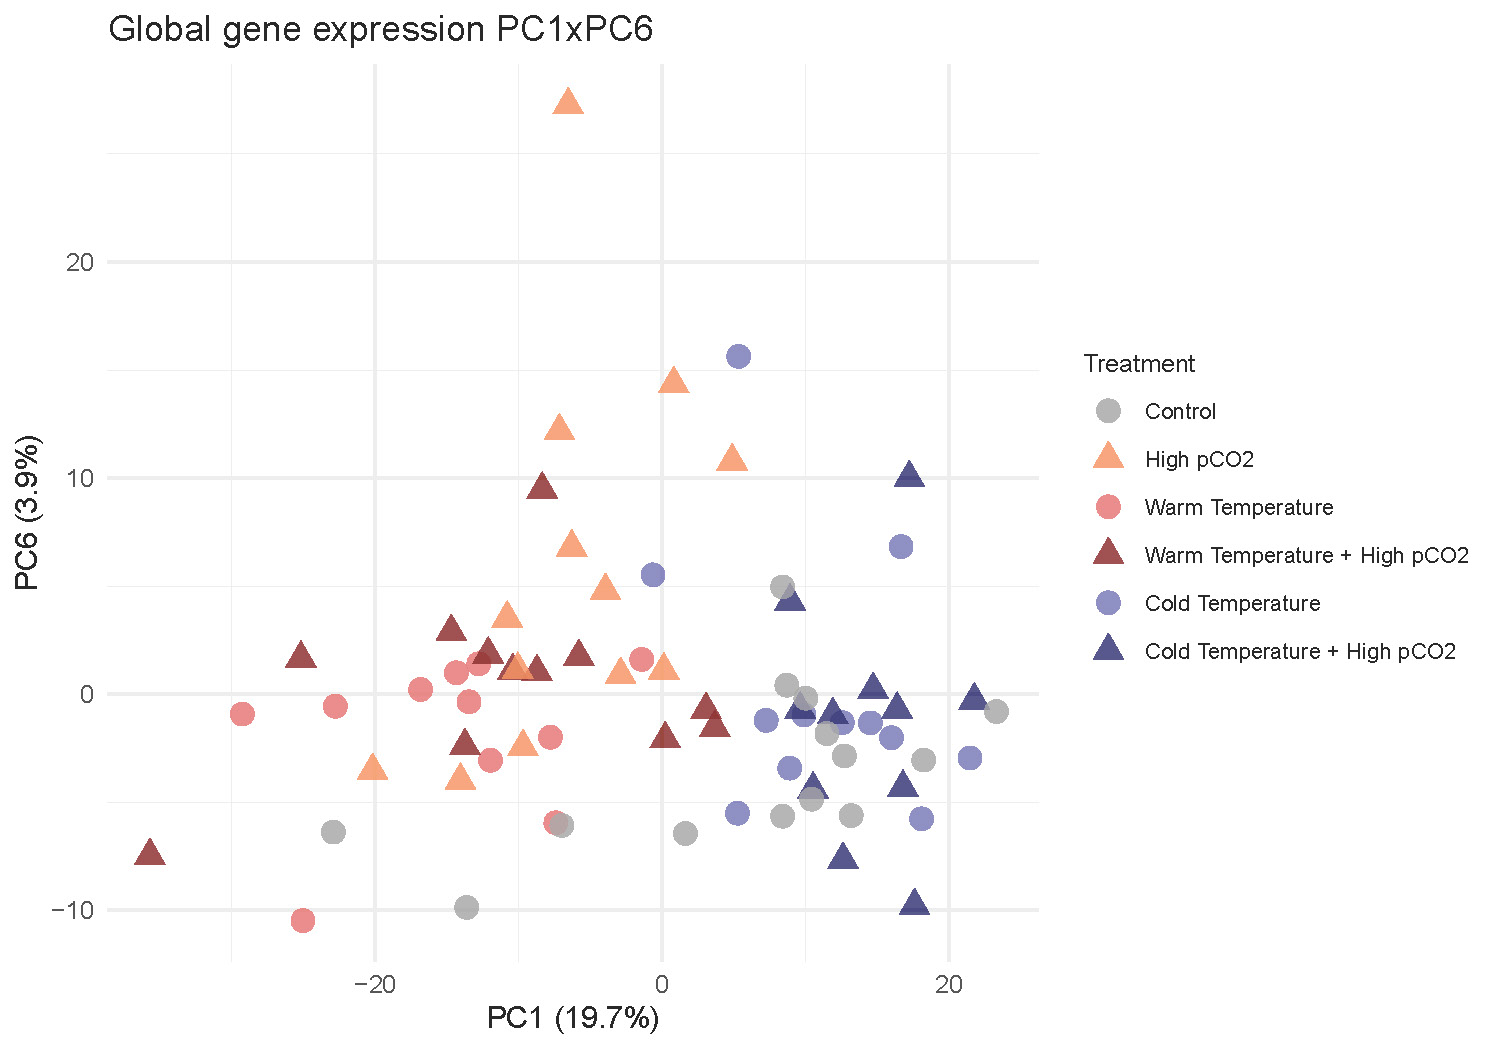 Global gene expression PC1xPC6
20
10
0
−10
−20
0
20
PC1 (19.7%)
PC6 (3.9%)
Treatment
Control
High pCO2
Warm Temperature
Warm Temperature + High pCO2
Cold Temperature
Cold Temperature + High pCO2